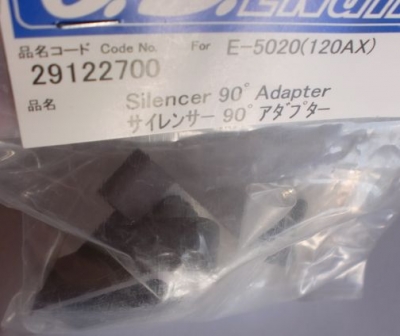 O.S. ENGINE
品名コード Code No. For E-5020(120AX)
29122700
品名 Silencer 90° Adapter
サイレンサー 90° アダプター